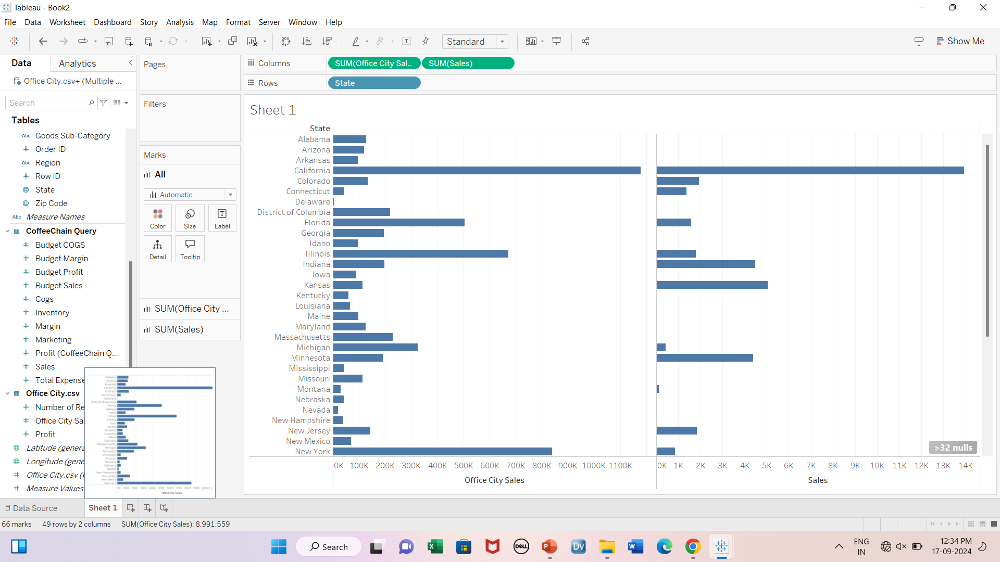 Tableau - Book2
File Data Worksheet Dashboard Story Analysis Map Format Server Window Help
Standard
Show Me
Data
Analytics
Office City.csv+ (Multiple ...
Search
Tables
Abc Goods Sub-Category
Order ID
Abc Region
Row ID
State
Zip Code
Abc Measure Names
CoffeeChain Query
Budget COGS
Budget Margin
Budget Profit
Budget Sales
Cogs
Inventory
Margin
Marketing
Profit (CoffeeChain Q...
Sales
Total Expense
Office City.csv
Number of Re
Office City Sal
Profit
Latitude (genera
Longitude (gene
Office City.csv (
Measure Values
Pages
Filters
Marks
All
Automatic
Color
Size
Label
Detail
Tooltip
SUM(Office City ...
SUM(Sales)
Columns
SUM(Office City Sal..
SUM(Sales)
Rows
State
Sheet 1
State
Alabama
Arizona
Arkansas
California
Colorado
Connecticut
Delaware
District of Columbia
Florida
Georgia
Idaho
Illinois
Indiana
Iowa
Kansas
Kentucky
Louisiana
Maine
Maryland
Massachusetts
Michigan
Minnesota
Mississippi
Missouri
Montana
Nebraska
Nevada
New Hampshire
New Jersey
New Mexico
New York
>32 nulls
0K 100K 200K 300K 400K 500K 600K 700K 800K 900K 1000K 1100K
0K 1K 2K 3K 4K 5K 6K 7K 8K 9K 10K 11K 12K 13K 14K
Office City Sales
Sales
Data Source
Sheet 1
66 marks
49 rows by 2 columns
SUM(Office City Sales): 8,991,559
Search
DELL
Dv
ENG
IN
12:34 PM
17-09-2024